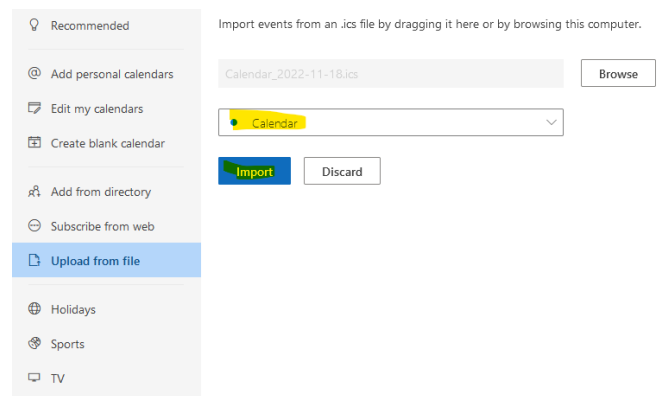 Recommended
Add personal calendars
Edit my calendars
Create blank calendar
Add from directory
Subscribe from web
Upload from file
Holidays
Sports
TV
Import events from an .ics file by dragging it here or by browsing this computer.
Calendar_2022-11-18.ics
Browse
Calendar
Import
Discard